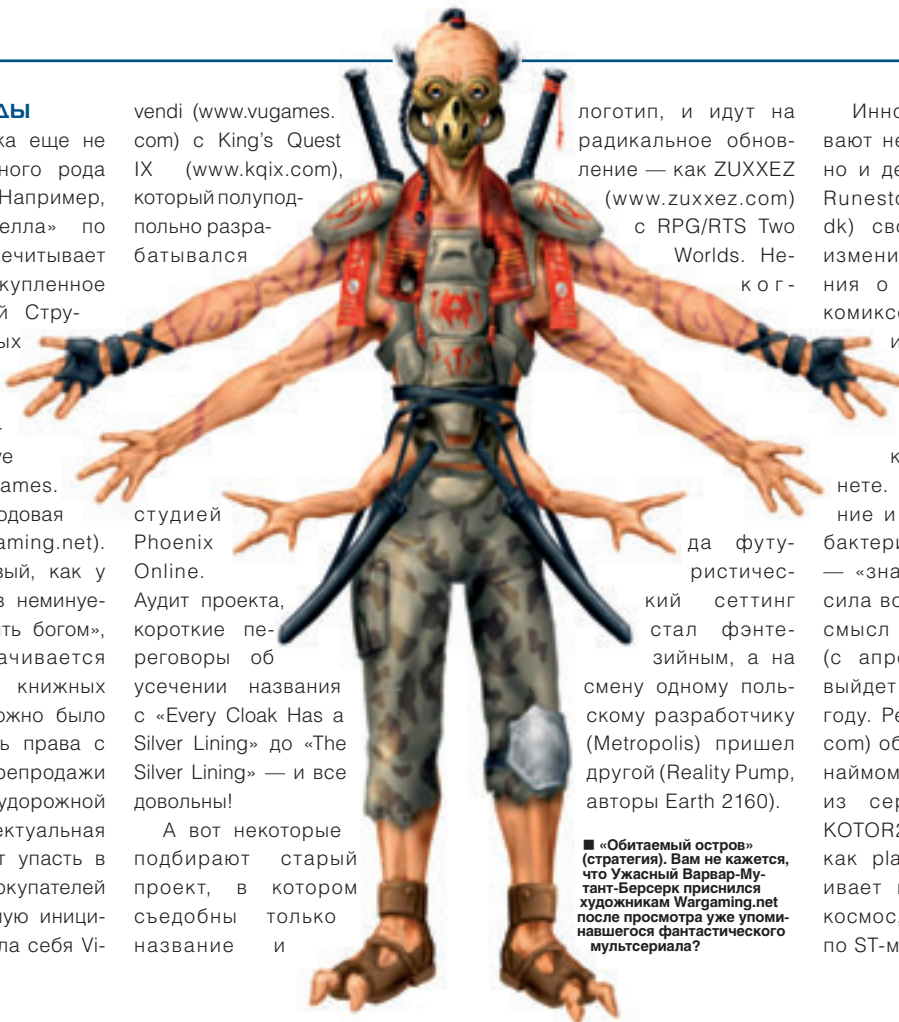 ДЫ
ка еще не
ного рода
Например,
елла» по
ечитывает
купленное
й Стру-
ых
-
ve
ames.
одовая
aming.net).
вый, как у
в неминуе-
ть богом»,
ачивается
книжных
ожно было
ь права с
репродажи
удорожной
ектуальная
т упасть в
окупателей
ную иници-
ла себя Vi-
vendi (www.vugames.
com) с King's Quest
IX (www.kqix.com),
который полупод-
польно разра-
батывался
студией
Phoenix
Online.
Аудит проекта,
короткие пе-
реговоры об
усечении названия
с «Every Cloak Has a
Silver Lining» до «The
Silver Lining» — и все
довольны!
А вот некоторые
подбирают старый
проект, в котором
съедобны только
название и
логотип, и идут на
радикальное обнов-
ление — как ZUXXEZ
(www.zuxxez.com)
с RPG/RTS Two
Worlds. Не-
ког-
да футу-
ристичес-
кий сеттинг
стал фэнте-
зийным, а на
смену одному поль-
скому разработчику
(Metropolis) пришел
другой (Reality Pump,
авторы Earth 2160).
■ «Обитаемый остров»
(стратегия). Вам не кажется,
что Ужасный Варвар-Му-
тант-Берсерк приснился
художникам Wargaming.net
после просмотра уже упоми-
навшегося фантастического
мультсериала?
Инно
вают не
но и де
Runesto
dk) сво
измени
ния о
комиксе
и
к
нете.
ние и
бактери
— «зна
сила во
смысл
(с апре
выйдет
году. Ре
com) об
наймом
из сер
KOTOR2
как pla
ивает
космос,
по ST-м